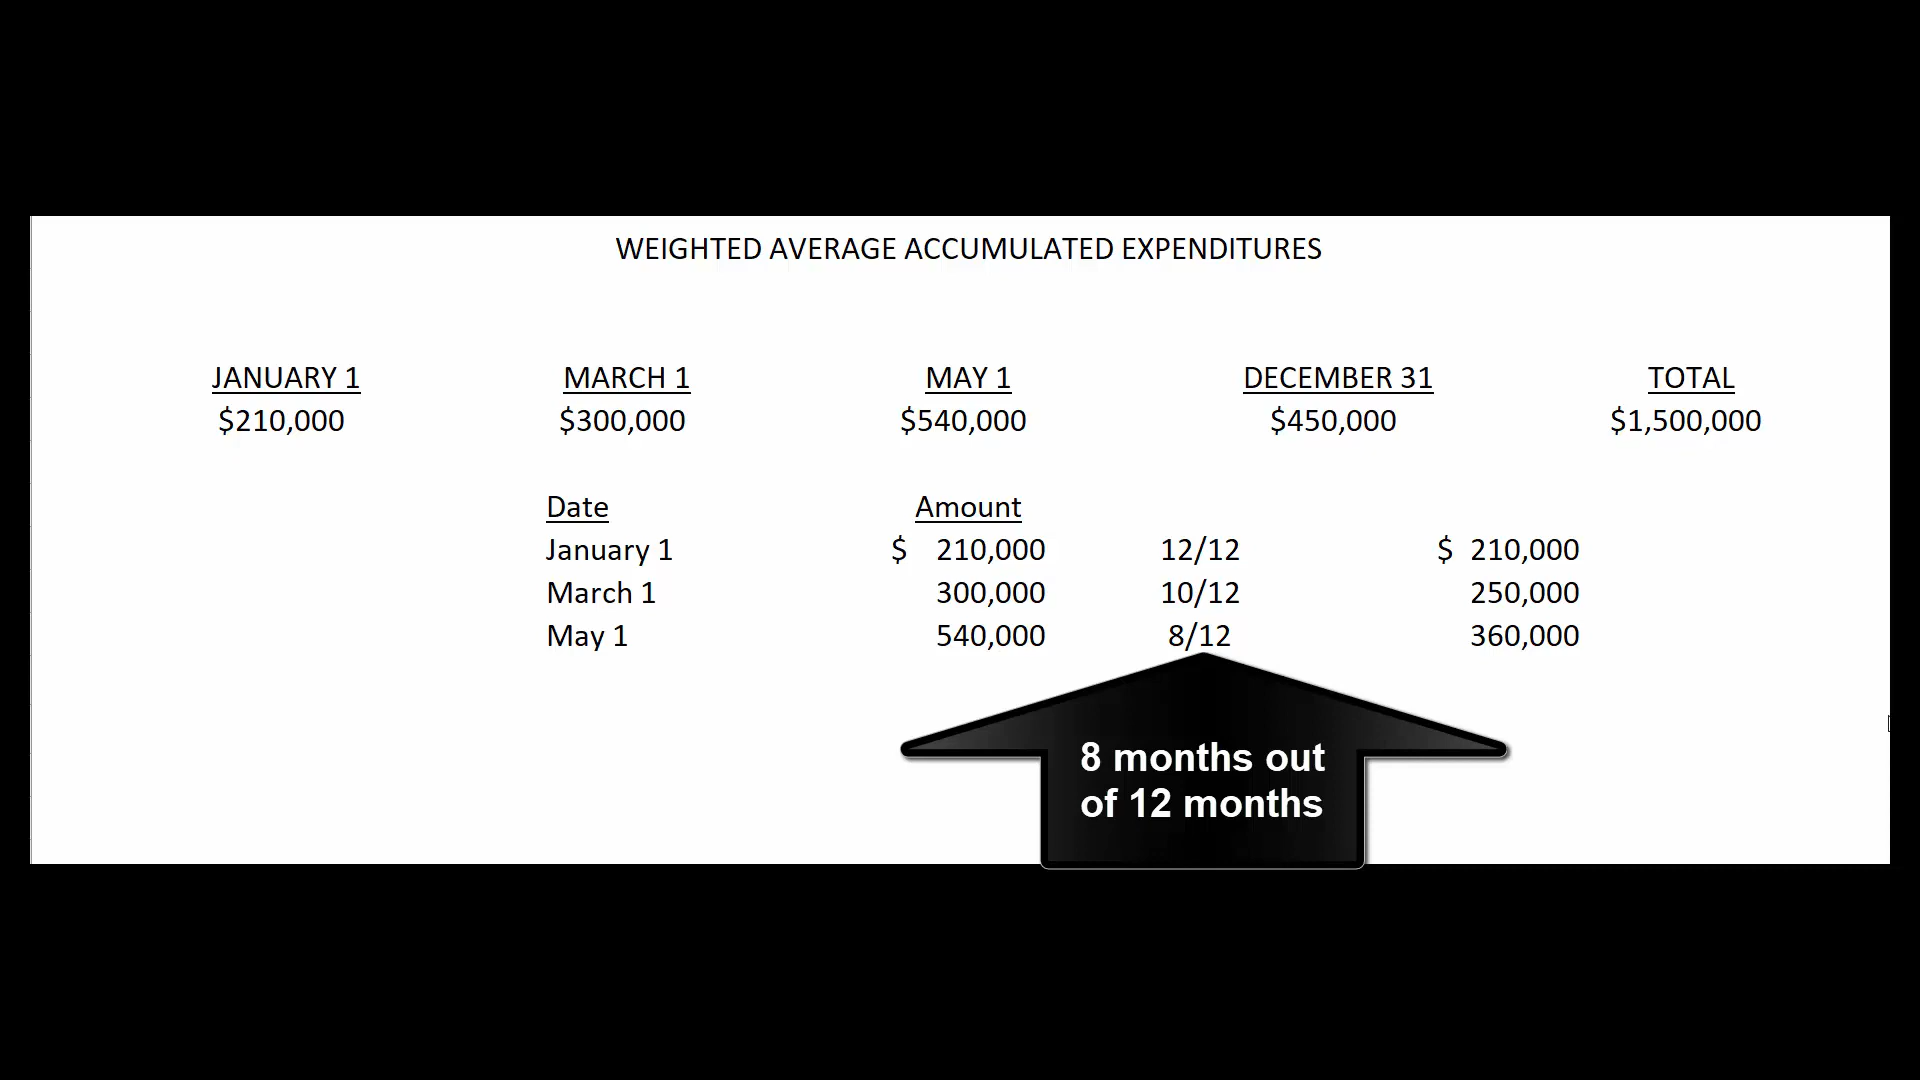 WEIGHTED AVERAGE ACCUMULATED EXPENDITURES
JANUARY 1 MARCH 1 MAY 1 DECEMBER 31 TOTAL
$210,000 $300,000 $540,000 $450,000 $1,500,000
Date Amount
January 1 $ 210,000 12/12 $ 210,000
March 1 300,000 10/12 250,000
May 1 540,000 8/12 360,000
8 months out
of 12 months